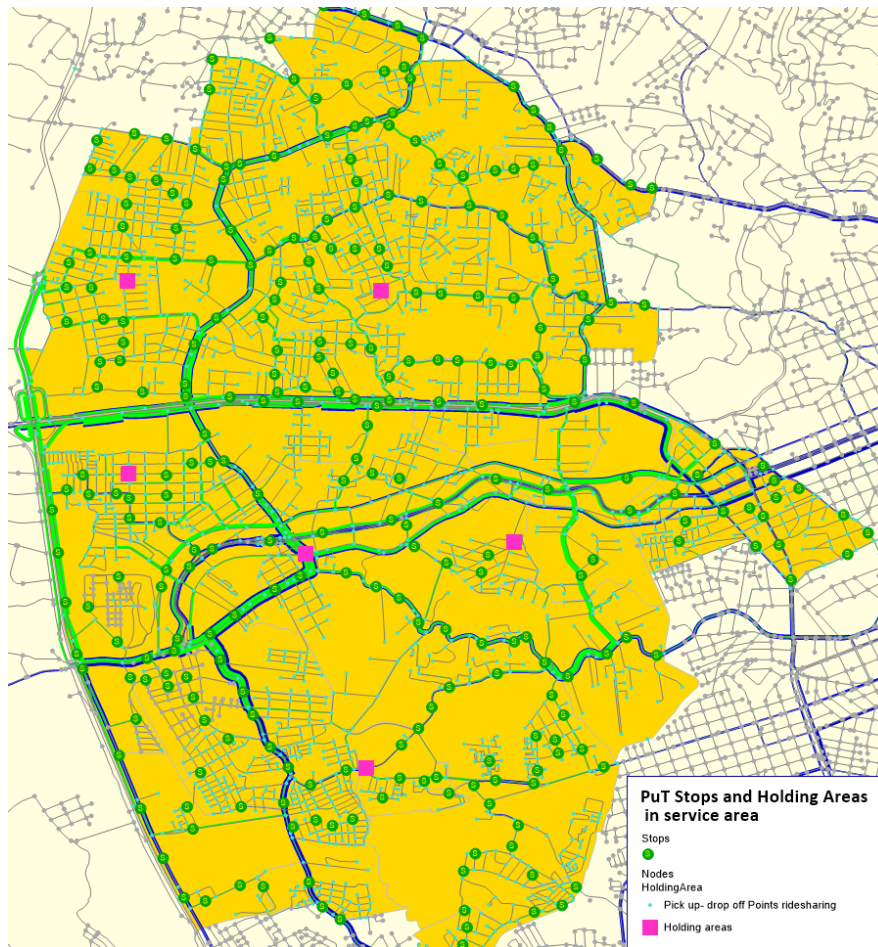 PuT Stops and Holding Areas
in service area
Stops
S
Nodes
HoldingArea
Pick up- drop off Points ridesharing
Holding areas